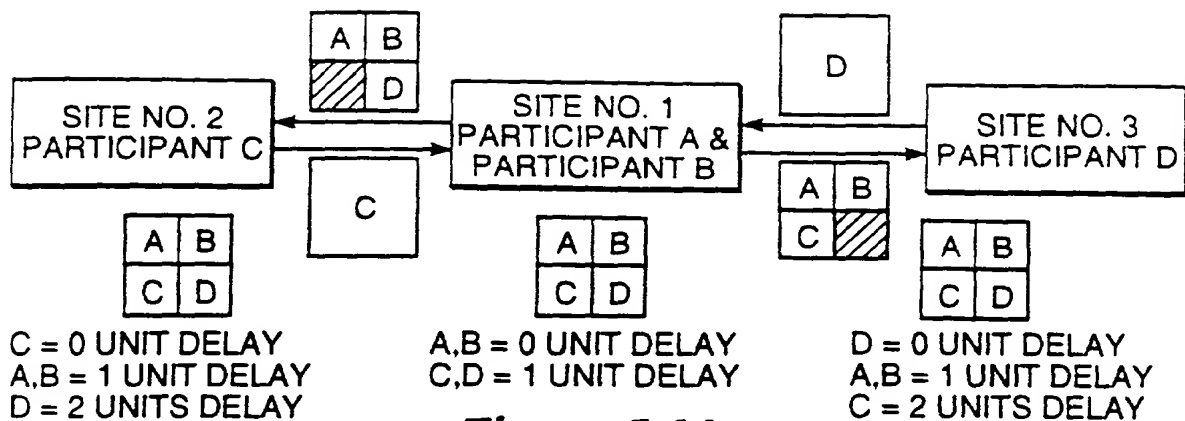 A B
D
D
SITE NO. 2
PARTICIPANT C
SITE NO. 1
PARTICIPANT A &
PARTICIPANT B
SITE NO. 3
PARTICIPANT D
C
A B
C
A B
C D
C = 0 UNIT DELAY
A,B = 1 UNIT DELAY
D = 2 UNITS DELAY
A B
C D
A,B = 0 UNIT DELAY
C,D = 1 UNIT DELAY
A B
C D
D = 0 UNIT DELAY
A,B = 1 UNIT DELAY
C = 2 UNITS DELAY